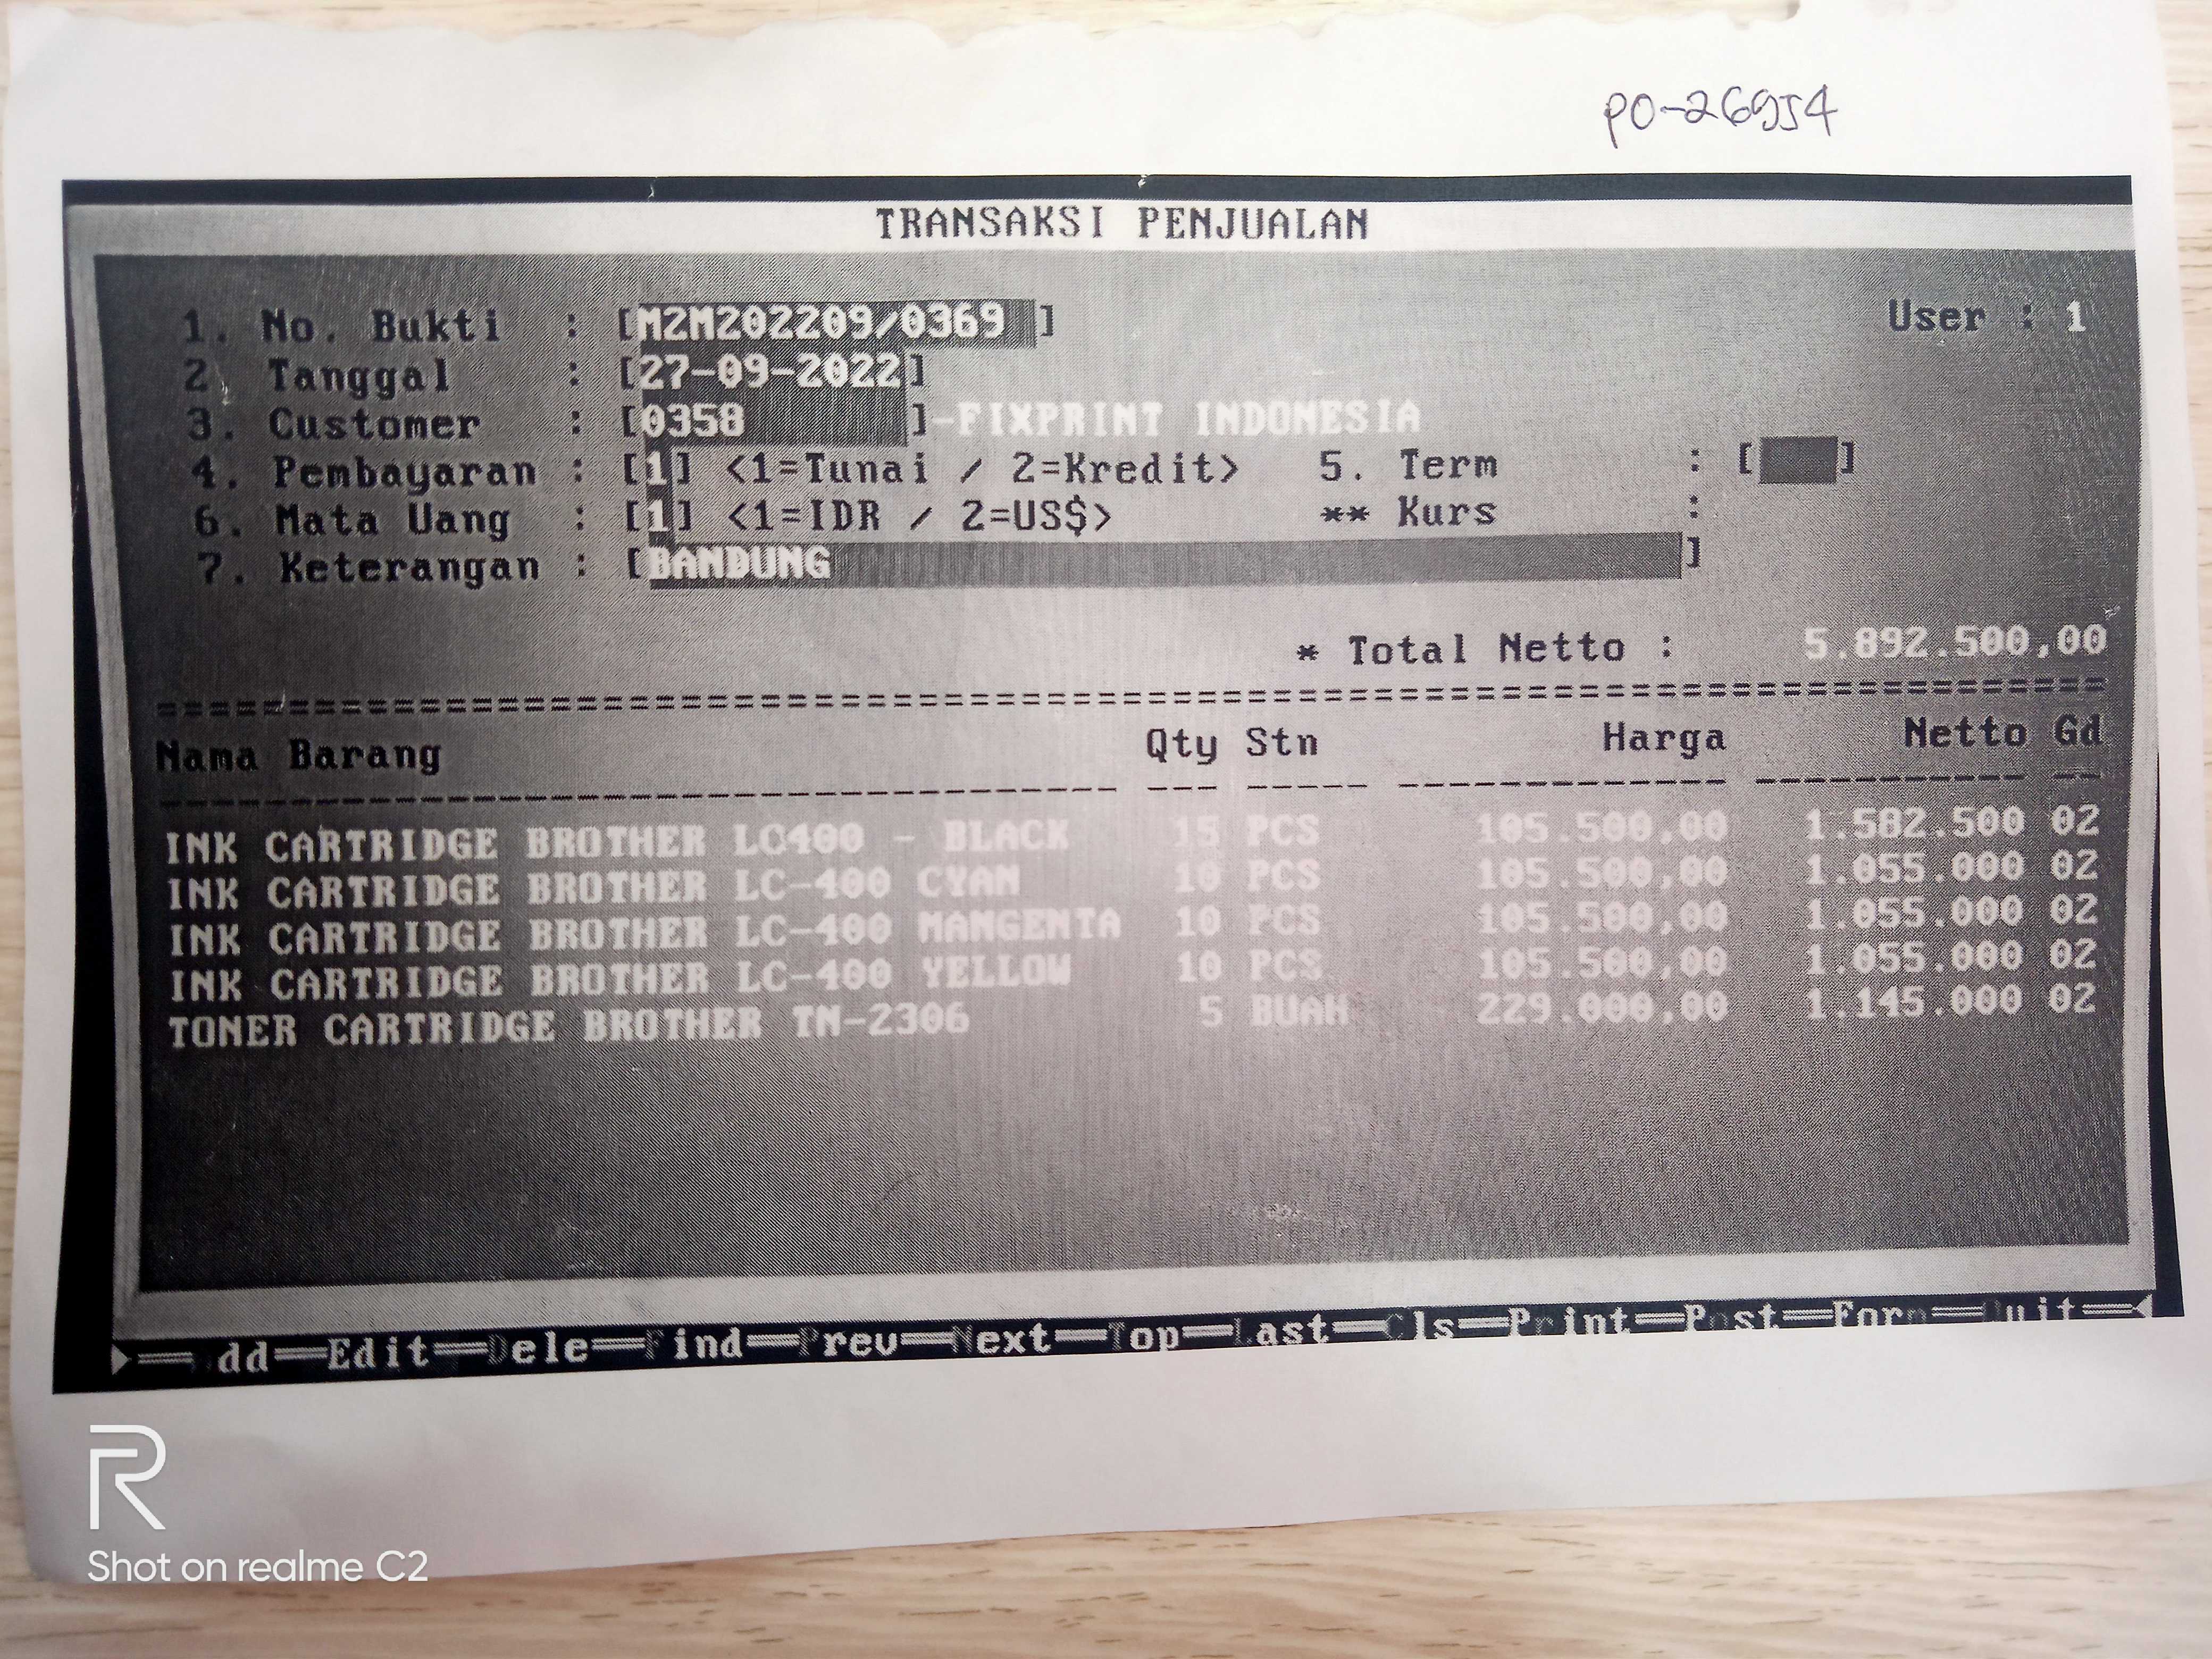 PO-26954
TRANSAKSI PENJUALAN
1. No. Bukti : [M2M202209/0369 ] User : 1
2. Tanggal : [27-09-2022]
3. Customer : [0358 ]-FIXPRINT INDONESIA
4. Pembayaran : [1] <1=Tunai / 2=Kredit> 5. Term : [ ]
6. Mata Uang : [1] <1=IDR / 2=US$> ** Kurs :
7. Keterangan : [BANDUNG ]
* Total Netto : 5.892.500,00
Nama Barang Qty Stn Harga Netto Gd
INK CARTRIDGE BROTHER LC400 - BLACK 15 PCS 105.500,00 1.582.500 02
INK CARTRIDGE BROTHER LC-400 CYAN 10 PCS 105.500,00 1.055.000 02
INK CARTRIDGE BROTHER LC-400 MANGENTA 10 PCS 105.500,00 1.055.000 02
INK CARTRIDGE BROTHER LC-400 YELLOW 10 PCS 105.500,00 1.055.000 02
TONER CARTRIDGE BROTHER TN-2306 5 BUAH 229.000,00 1.145.000 02
dd=Edit=Dele=Find=Prev=Next=Top=Last=Cls=Print=Post=Form=Quit
R
Shot on realme C2